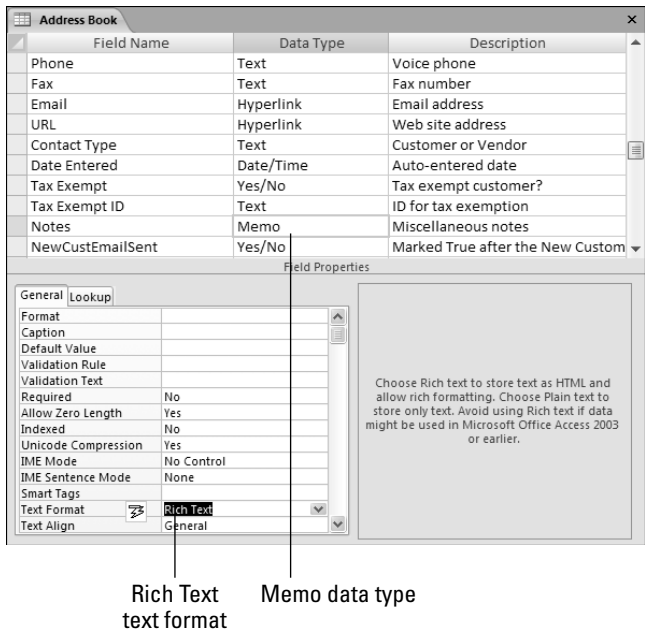 Address Book
Field Name Data Type Description
Phone Text Voice phone
Fax Text Fax number
Email Hyperlink Email address
URL Hyperlink Web site address
Contact Type Text Customer or Vendor
Date Entered Date/Time Auto-entered date
Tax Exempt Yes/No Tax exempt customer?
Tax Exempt ID Text ID for tax exemption
Notes Memo Miscellaneous notes
NewCustEmailSent Yes/No Marked True after the New Custom
Field Properties
General Lookup
Format
Caption
Default Value
Validation Rule
Validation Text
Required No
Allow Zero Length Yes
Indexed No
Unicode Compression Yes
IME Mode No Control
IME Sentence Mode None
Smart Tags
Text Format Rich Text
Text Align General
Choose Rich text to store text as HTML and
allow rich formatting. Choose Plain text to
store only text. Avoid using Rich text if data
might be used in Microsoft Office Access 2003
or earlier.
Rich Text
text format
Memo data type